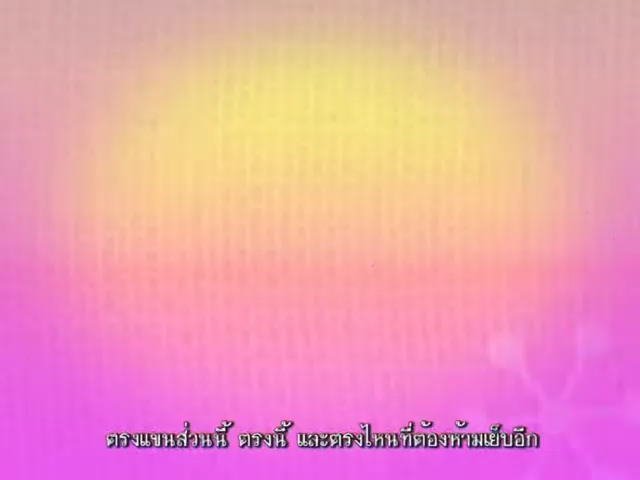 ตรงแขนส่วนนี้ ตรงนี้ และตรงไหนที่ต้องห้ามเย็บอีก